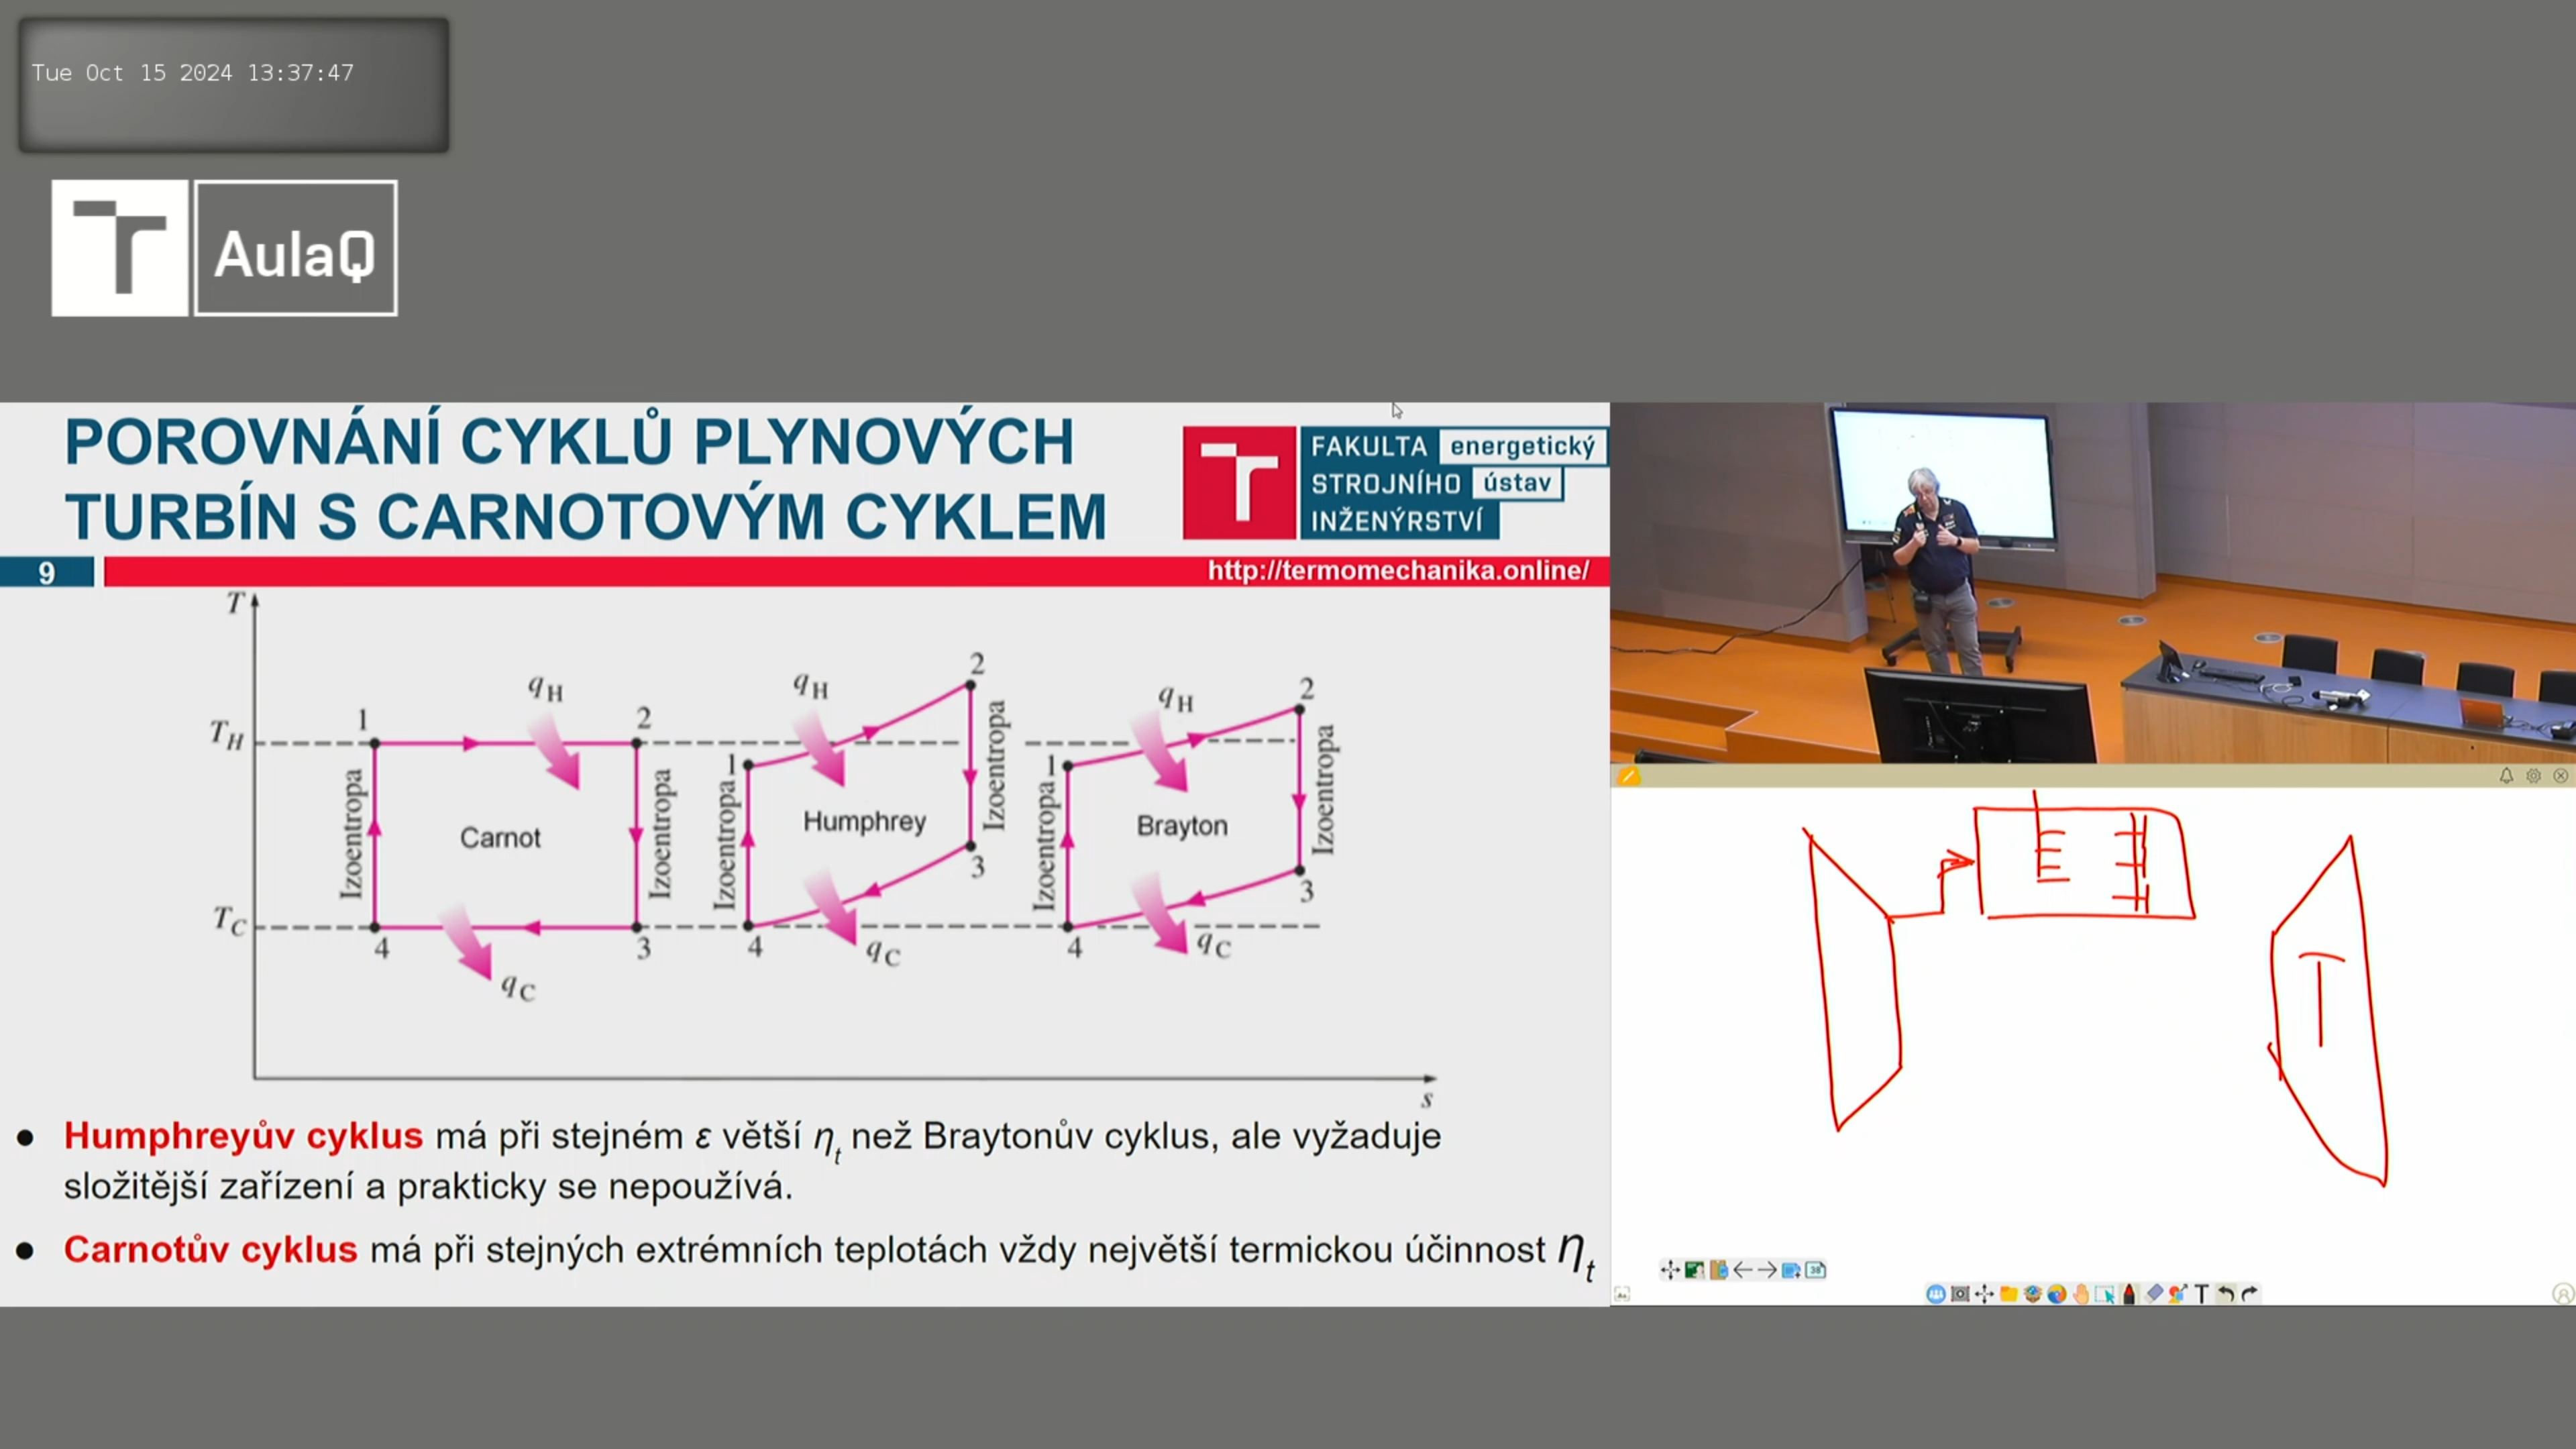 Tue Oct 15 2024 13:37:47
AulaQ
POROVNÁNÍ CYKLŮ PLYNOVÝCH
TURBÍN S CARNOTOVÝM CYKLEM
FAKULTA energetický
STROJNÍHO ústav
INŽENÝRSTVÍ
9
http://termomechanika.online/
T
T_H
T_C
s
1
2
3
4
q_H
q_C
Izoentropa
Izoentropa
Carnot
1
2
3
4
q_H
q_C
Izoentropa
Izoentropa
Humphrey
1
2
3
4
q_H
q_C
Izoentropa
Izoentropa
Brayton
● Humphreyův cyklus má při stejném ε větší η_t než Braytonův cyklus, ale vyžaduje
složitější zařízení a prakticky se nepoužívá.
● Carnotův cyklus má při stejných extrémních teplotách vždy největší termickou účinnost η_t
T
38
T